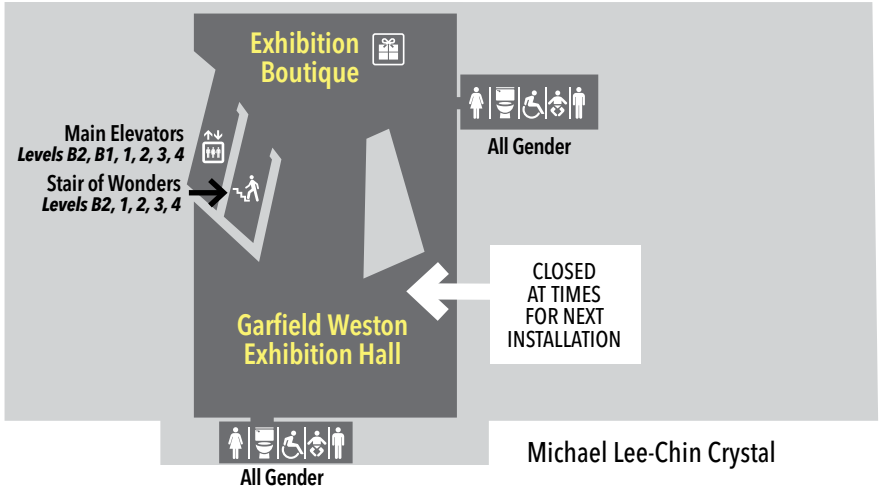 Exhibition
Boutique
All Gender
Main Elevators
Levels B2, B1, 1, 2, 3, 4
Stair of Wonders
Levels B2, 1, 2, 3, 4
CLOSED
AT TIMES
FOR NEXT
INSTALLATION
Garfield Weston
Exhibition Hall
Michael Lee-Chin Crystal
All Gender